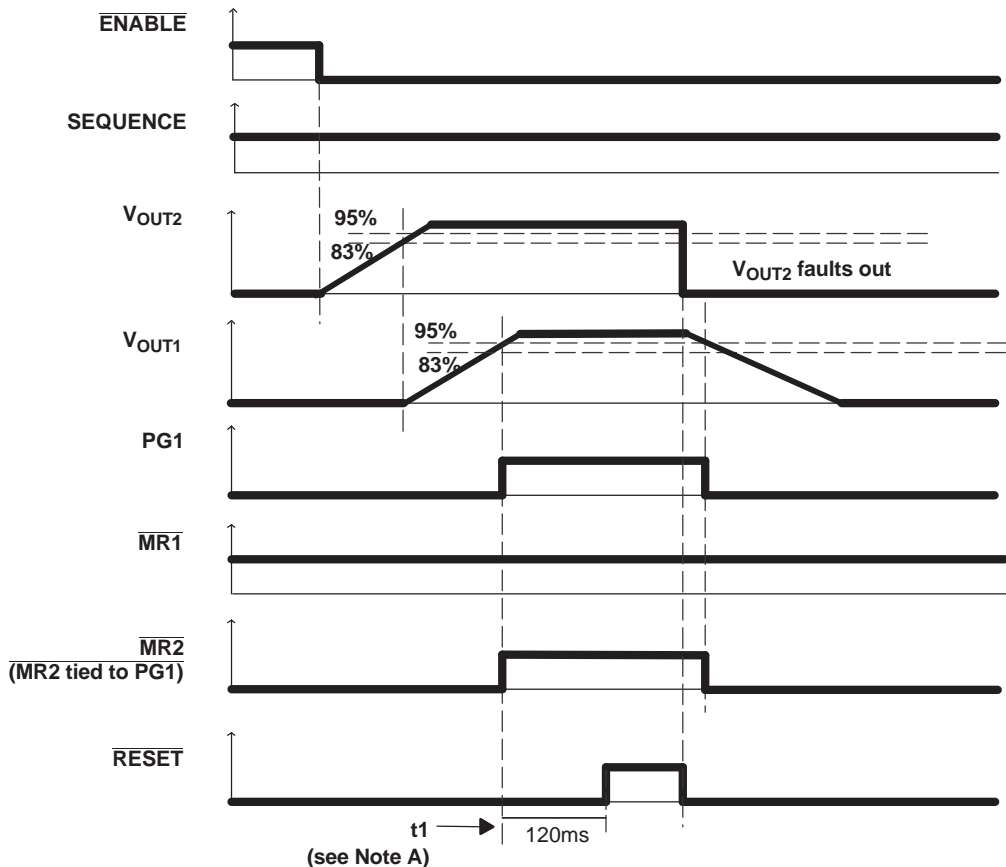 ENABLE
SEQUENCE
VOUT2
95%
83%
VOUT2 faults out
VOUT1
95%
83%
PG1
MR1
MR2
(MR2 tied to PG1)
RESET
t1
120ms
(see Note A)